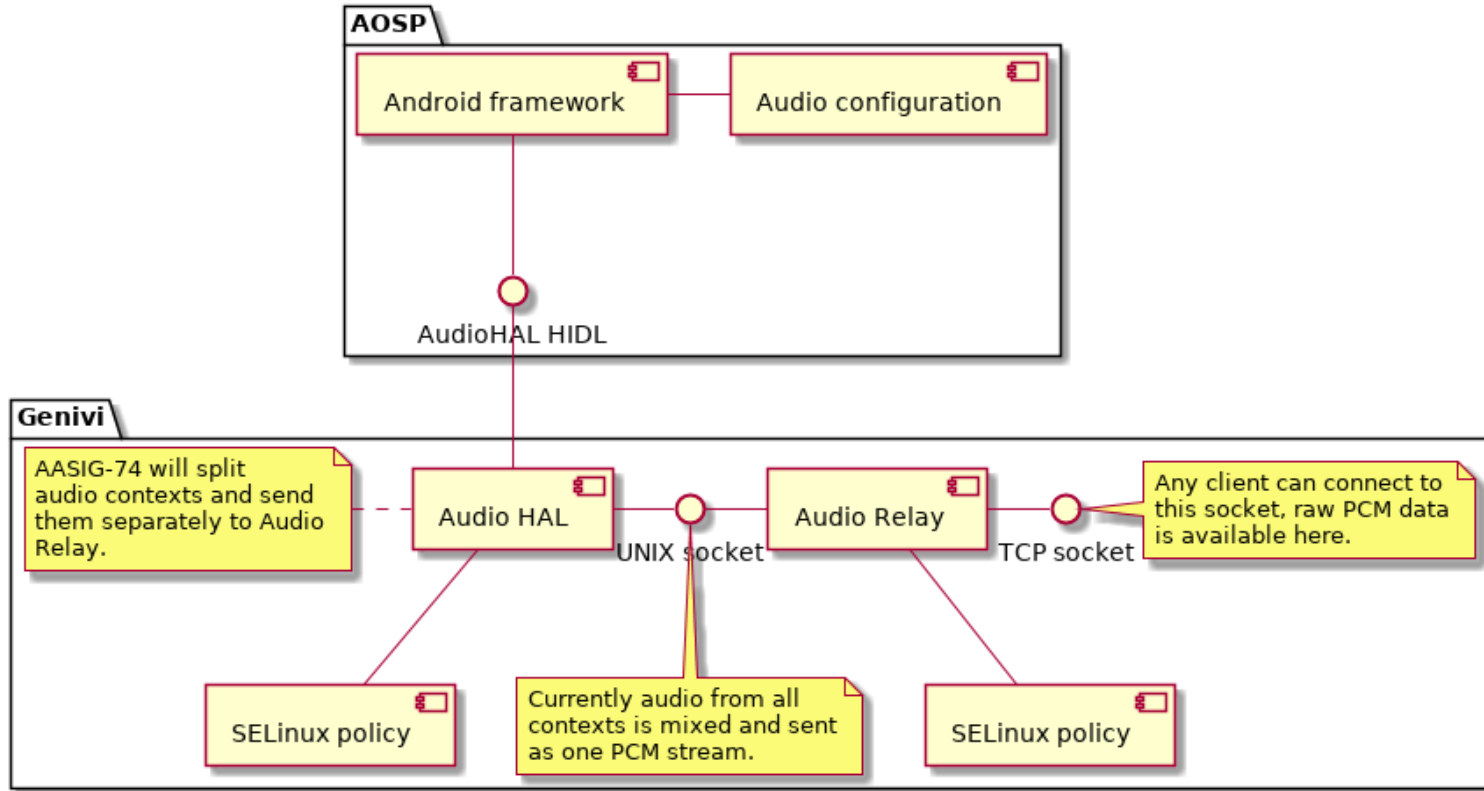 AOSP
Android framework
Audio configuration
AudioHAL HIDL
Genivi
AASIG-74 will split
audio contexts and send
them separately to Audio
Relay.
Audio HAL
UNIX socket
Audio Relay
TCP socket
Any client can connect to
this socket, raw PCM data
is available here.
SELinux policy
Currently audio from all
contexts is mixed and sent
as one PCM stream.
SELinux policy